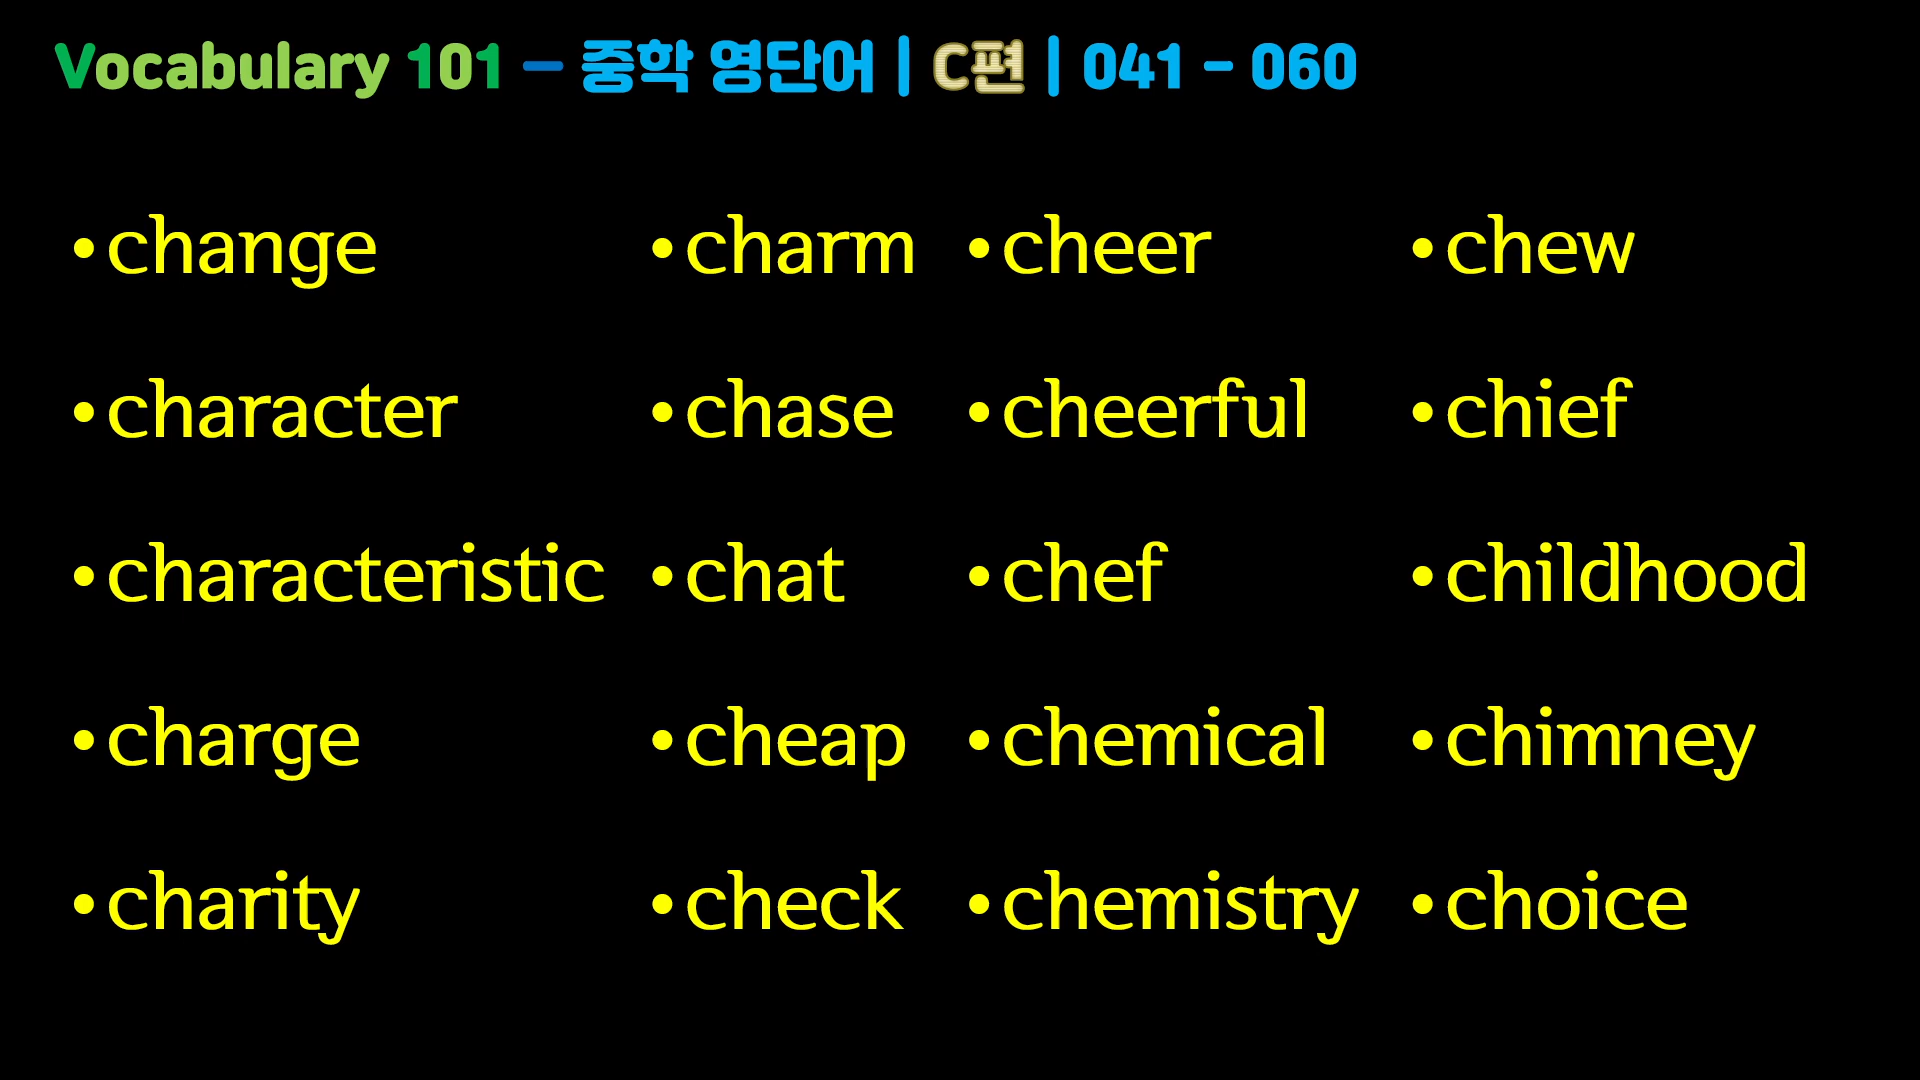 Vocabulary 101 – 중학 영단어 | C편 | 041 - 060
• change
• character
• characteristic
• charge
• charity
• charm
• chase
• chat
• cheap
• check
• cheer
• cheerful
• chef
• chemical
• chemistry
• chew
• chief
• childhood
• chimney
• choice